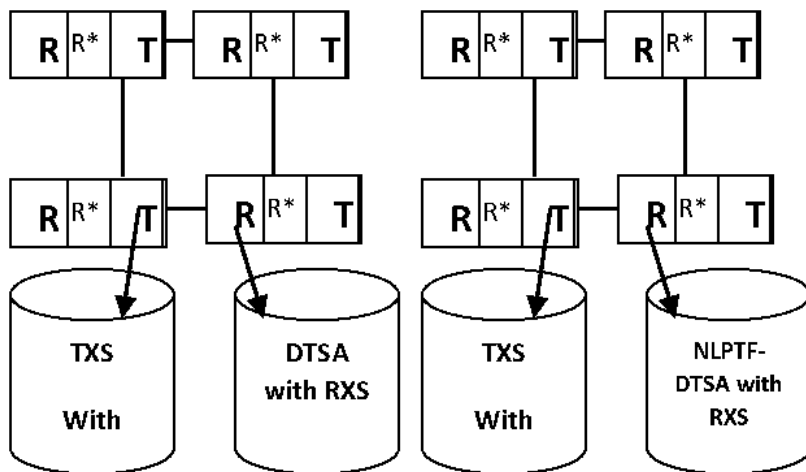 R R* T R R* T R R* T R R* T
R R* T R R* T R R* T R R* T
TXS
With
DTSA
with RXS
TXS
With
NLPTF-
DTSA with
RXS